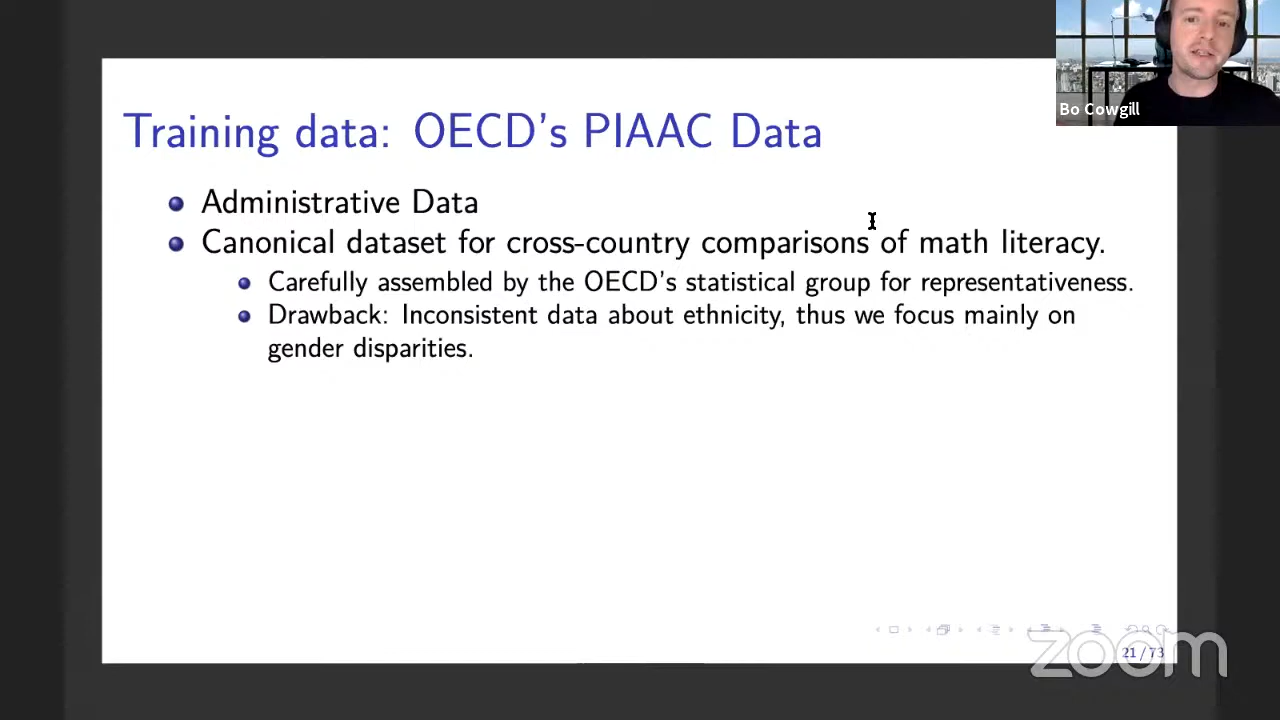 Bo Cowgill
Training data: OECD's PIAAC Data
Administrative Data
Canonical dataset for cross-country comparisons of math literacy.
Carefully assembled by the OECD's statistical group for representativeness.
Drawback: Inconsistent data about ethnicity, thus we focus mainly on
gender disparities.
21 / 73
zoom